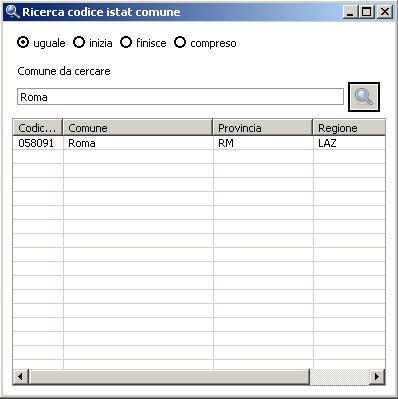 Ricerca codice istat comune
uguale inizia finisce compreso
Comune da cercare
Roma
Codic... Comune Provincia Regione
058091 Roma RM LAZ